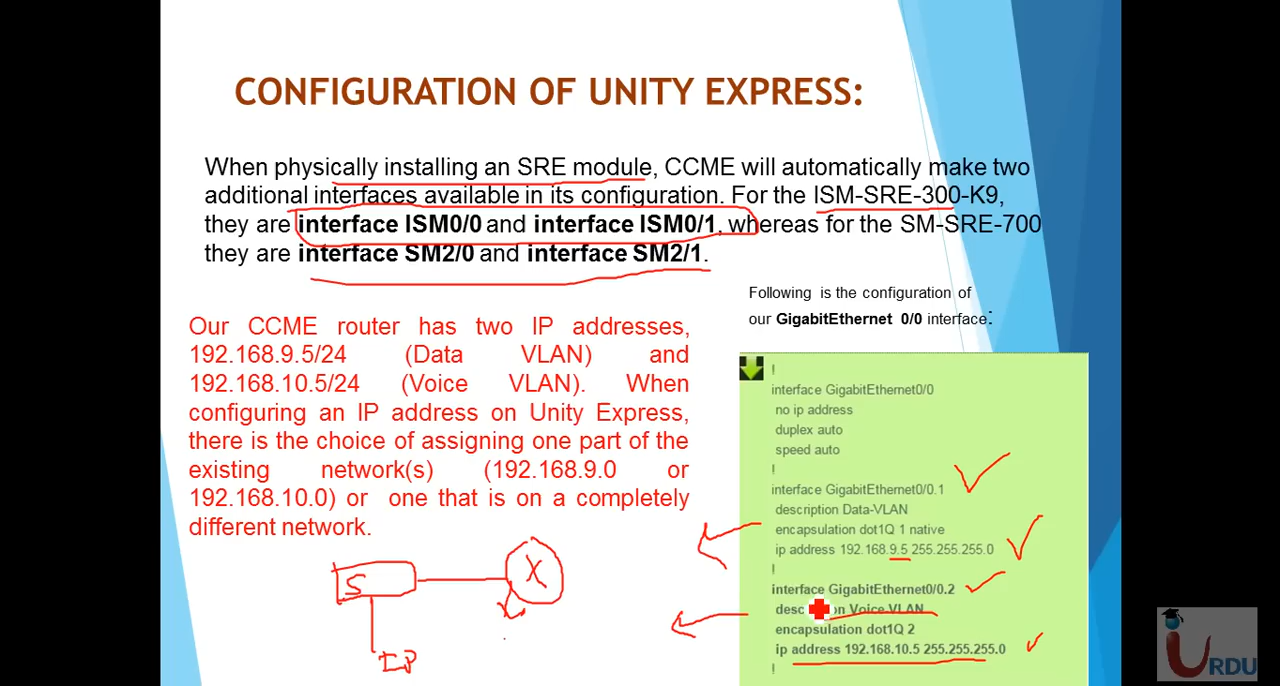 CONFIGURATION OF UNITY EXPRESS:
When physically installing an SRE module, CCME will automatically make two
additional interfaces available in its configuration. For the ISM-SRE-300-K9,
they are interface ISM0/0 and interface ISM0/1, whereas for the SM-SRE-700
they are interface SM2/0 and interface SM2/1.
Following is the configuration of
our GigabitEthernet 0/0 interface:
Our CCME router has two IP addresses,
192.168.9.5/24 (Data VLAN) and
192.168.10.5/24 (Voice VLAN). When
configuring an IP address on Unity Express,
there is the choice of assigning one part of the
existing network(s) (192.168.9.0 or
192.168.10.0) or one that is on a completely
different network.
!
interface GigabitEthernet0/0
no ip address
duplex auto
speed auto
!
interface GigabitEthernet0/0.1
description Data-VLAN
encapsulation dot1Q 1 native
ip address 192.168.9.5 255.255.255.0
!
interface GigabitEthernet0/0.2
description Voice-VLAN
encapsulation dot1Q 2
ip address 192.168.10.5 255.255.255.0
!
S
X
IP
URDU